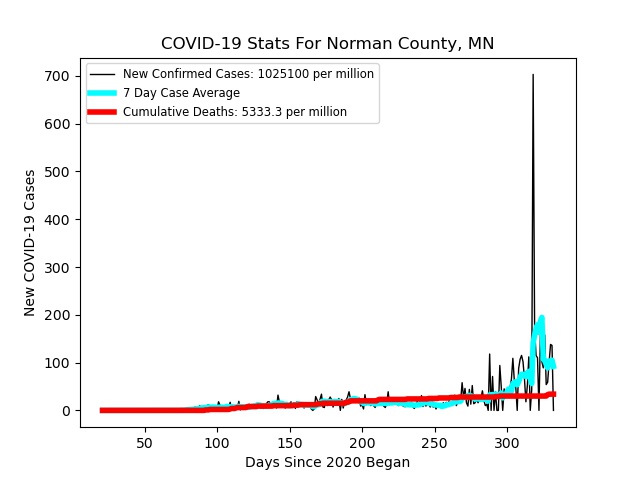 COVID-19 Stats For Norman County, MN
New Confirmed Cases: 1025100 per million
7 Day Case Average
Cumulative Deaths: 5333.3 per million
New COVID-19 Cases
700
600
500
400
300
200
100
0
50
100
150
200
250
300
Days Since 2020 Began